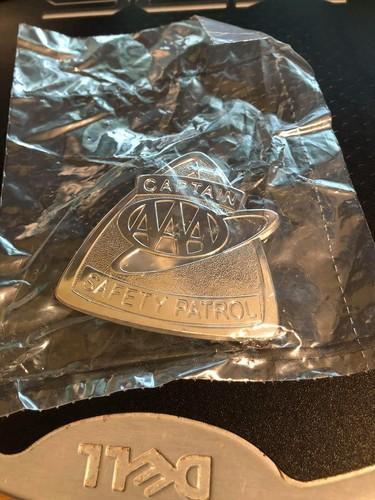 CAPTAIN
AAA
SAFETY PATROL
DELL